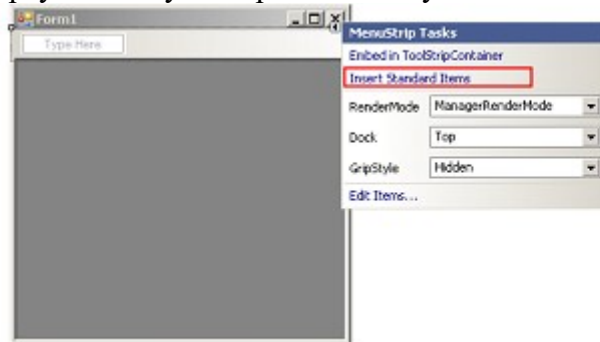 Form1
Type Here
MenuStrip Tasks
Embed in ToolStripContainer
Insert Standard Items
RenderMode ManagerRenderMode
Dock Top
GripStyle Hidden
Edit Items...